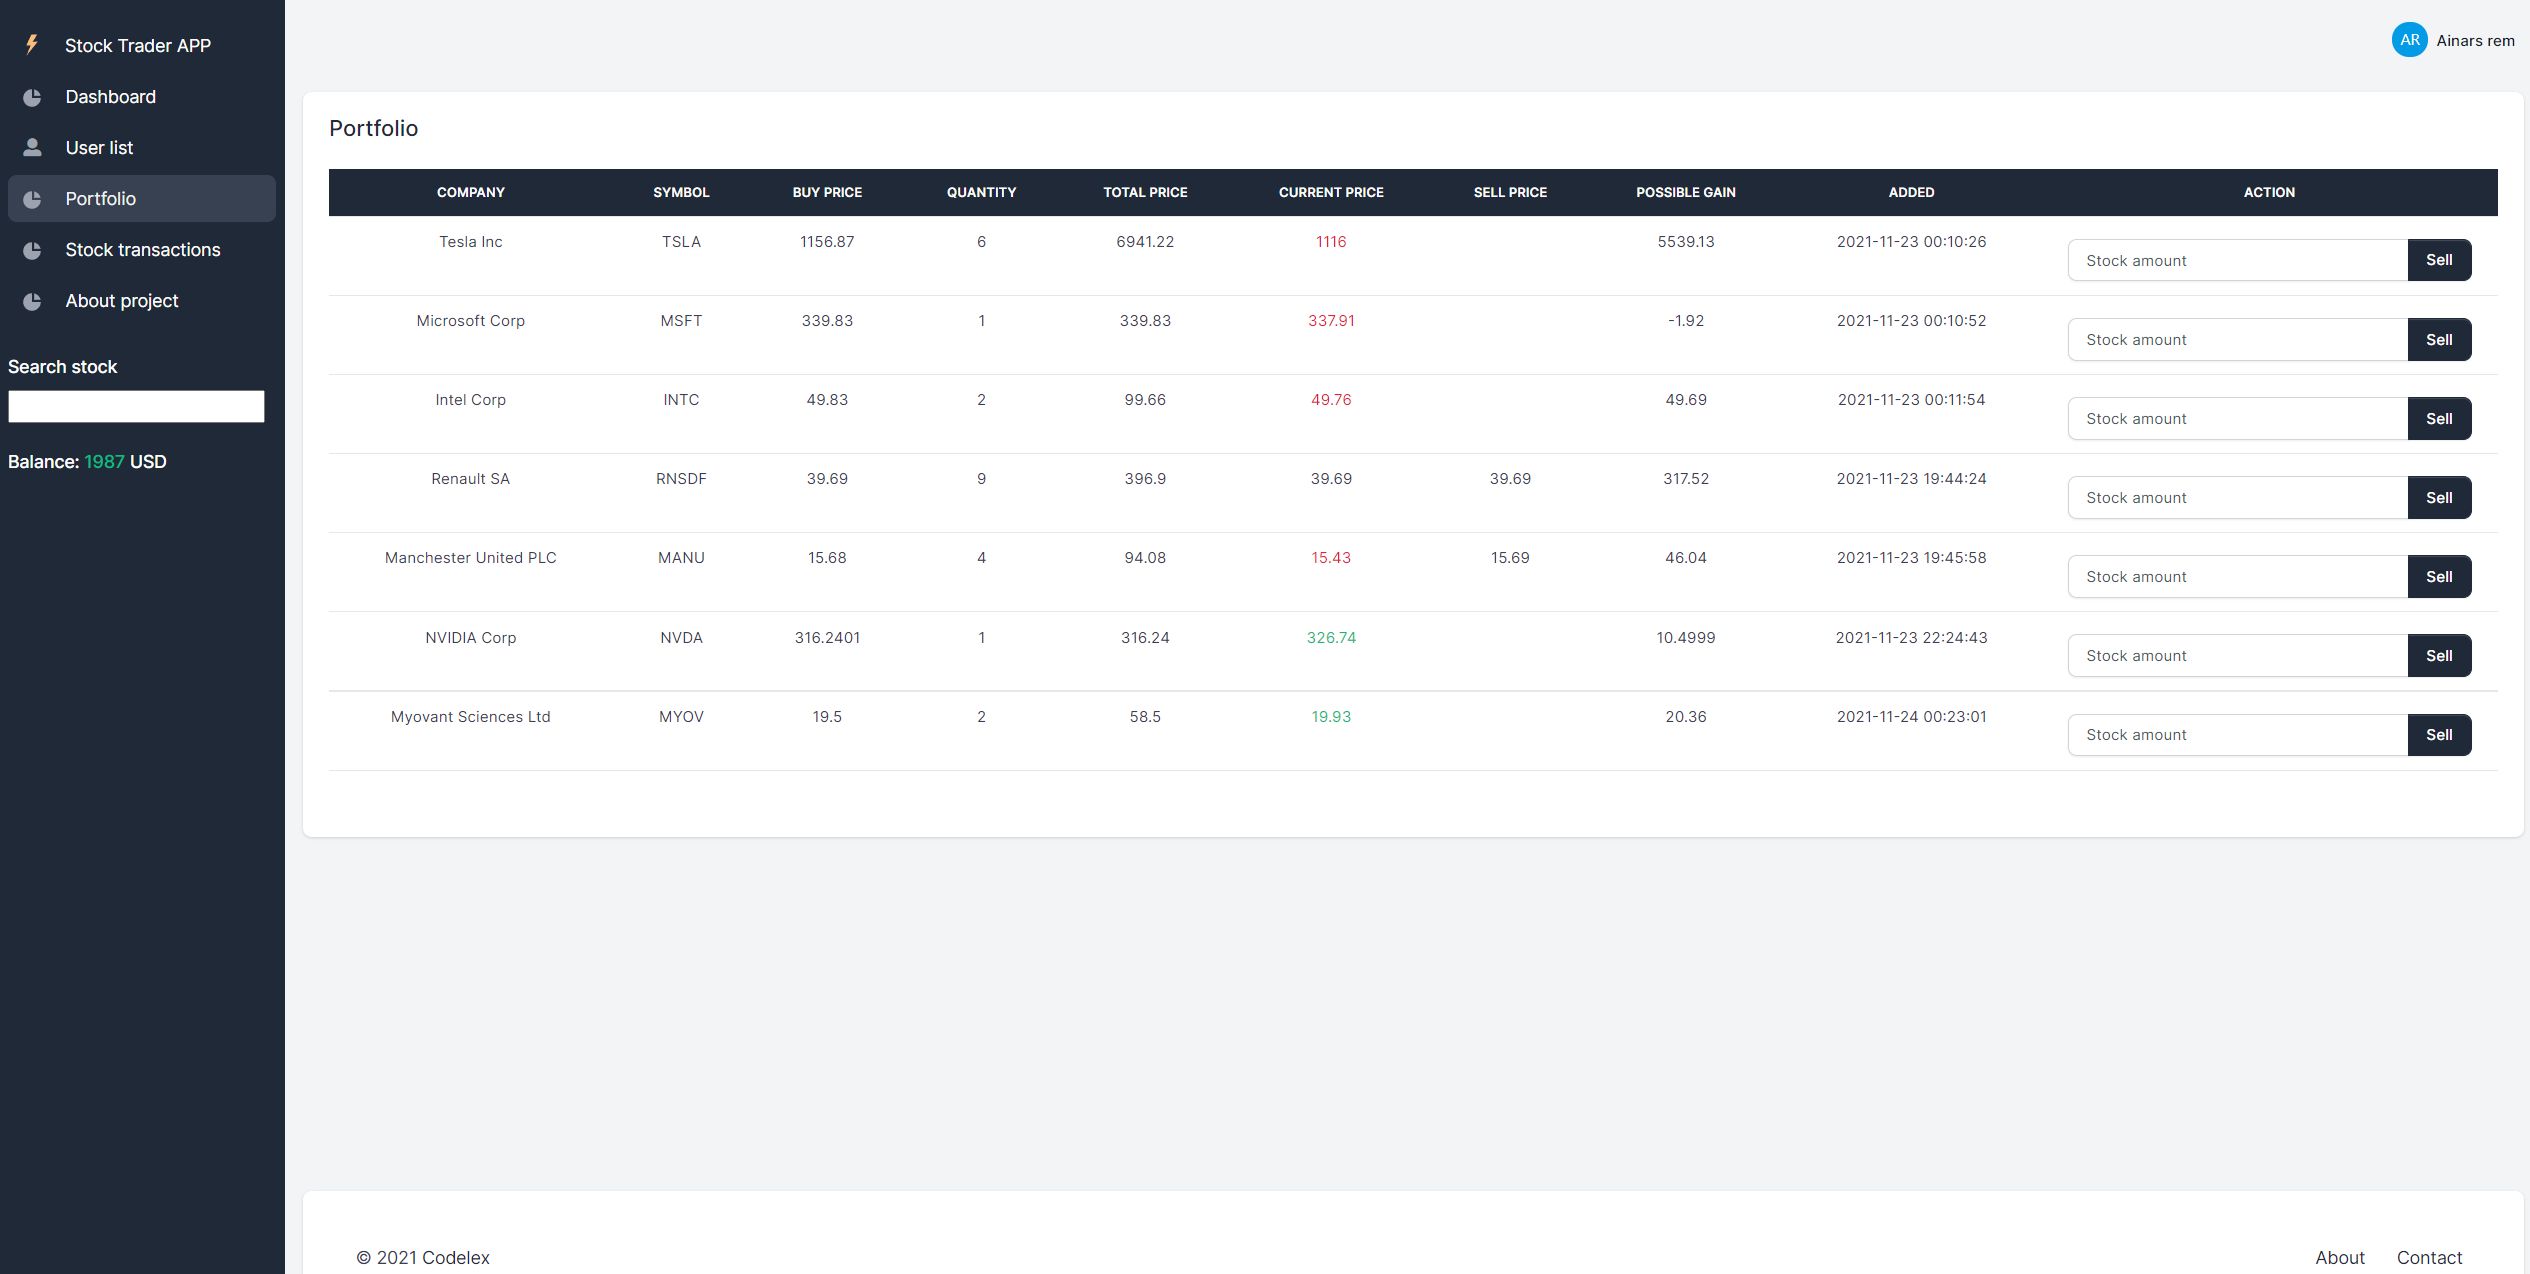 Stock Trader APP
Dashboard
User list
Portfolio
Stock transactions
About project
Search stock
Balance: 1987 USD
AR Ainars rem
Portfolio
COMPANY SYMBOL BUY PRICE QUANTITY TOTAL PRICE CURRENT PRICE SELL PRICE POSSIBLE GAIN ADDED ACTION
Tesla Inc TSLA 1156.87 6 6941.22 1116 5539.13 2021-11-23 00:10:26 Stock amount Sell
Microsoft Corp MSFT 339.83 1 339.83 337.91 -1.92 2021-11-23 00:10:52 Stock amount Sell
Intel Corp INTC 49.83 2 99.66 49.76 49.69 2021-11-23 00:11:54 Stock amount Sell
Renault SA RNSDF 39.69 9 396.9 39.69 39.69 317.52 2021-11-23 19:44:24 Stock amount Sell
Manchester United PLC MANU 15.68 4 94.08 15.43 15.69 46.04 2021-11-23 19:45:58 Stock amount Sell
NVIDIA Corp NVDA 316.2401 1 316.24 326.74 10.4999 2021-11-23 22:24:43 Stock amount Sell
Myovant Sciences Ltd MYOV 19.5 2 58.5 19.93 20.36 2021-11-24 00:23:01 Stock amount Sell
© 2021 Codelex
About Contact